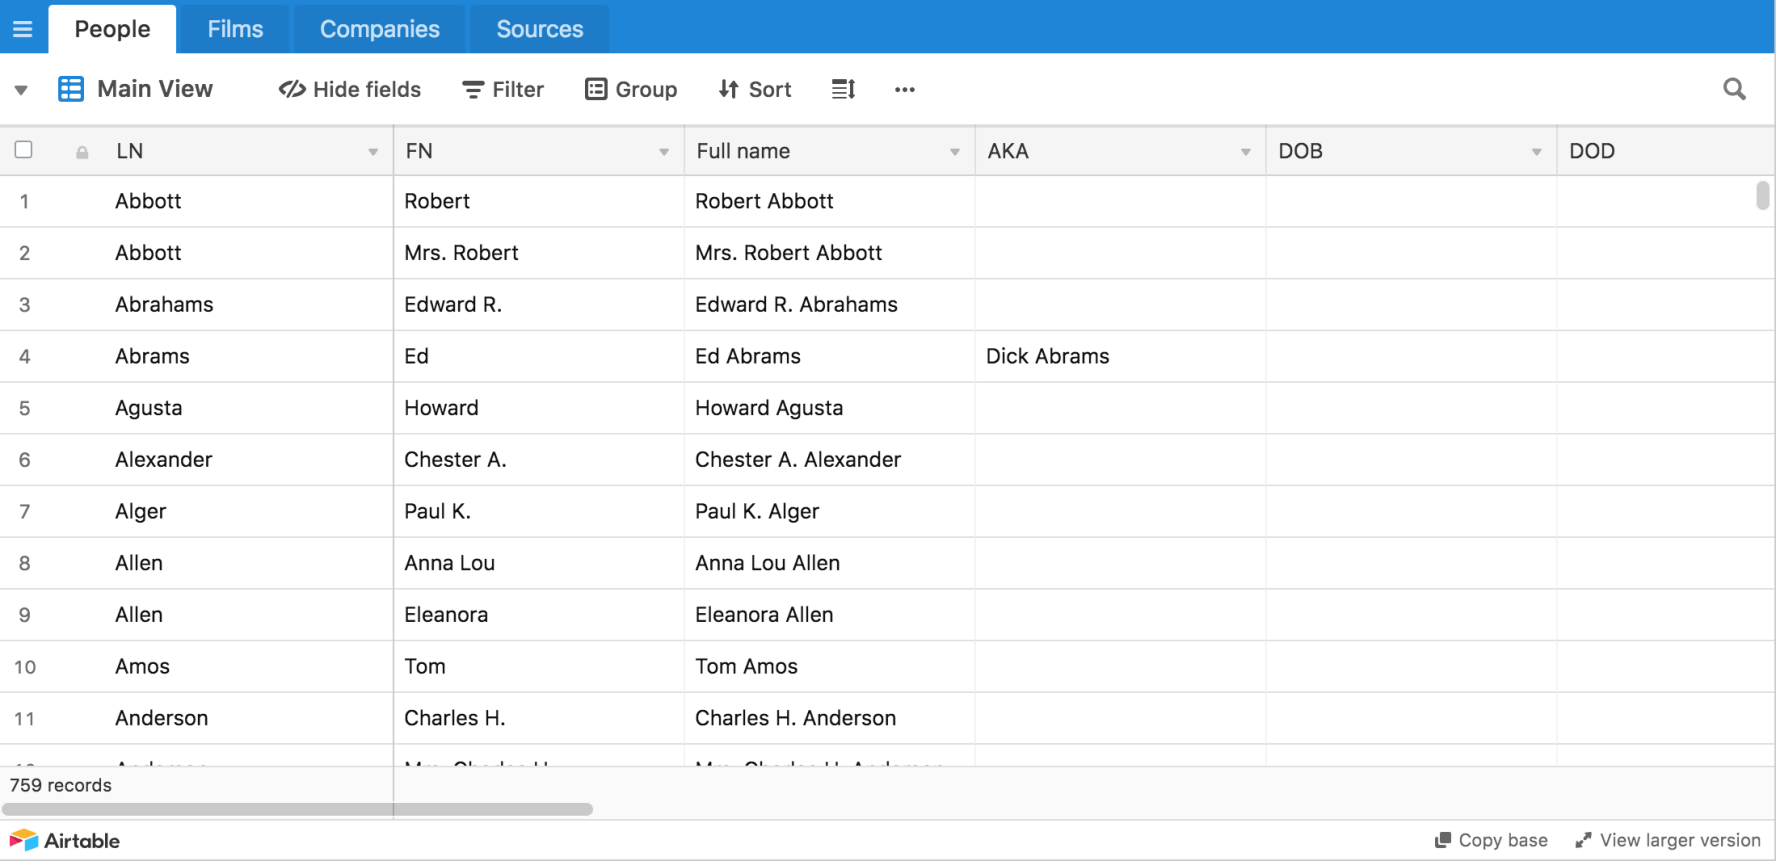 People Films Companies Sources
Main View Hide fields Filter Group Sort
LN FN Full name AKA DOB DOD
1 Abbott Robert Robert Abbott
2 Abbott Mrs. Robert Mrs. Robert Abbott
3 Abrahams Edward R. Edward R. Abrahams
4 Abrams Ed Ed Abrams Dick Abrams
5 Agusta Howard Howard Agusta
6 Alexander Chester A. Chester A. Alexander
7 Alger Paul K. Paul K. Alger
8 Allen Anna Lou Anna Lou Allen
9 Allen Eleanora Eleanora Allen
10 Amos Tom Tom Amos
11 Anderson Charles H. Charles H. Anderson
759 records
Airtable Copy base View larger version